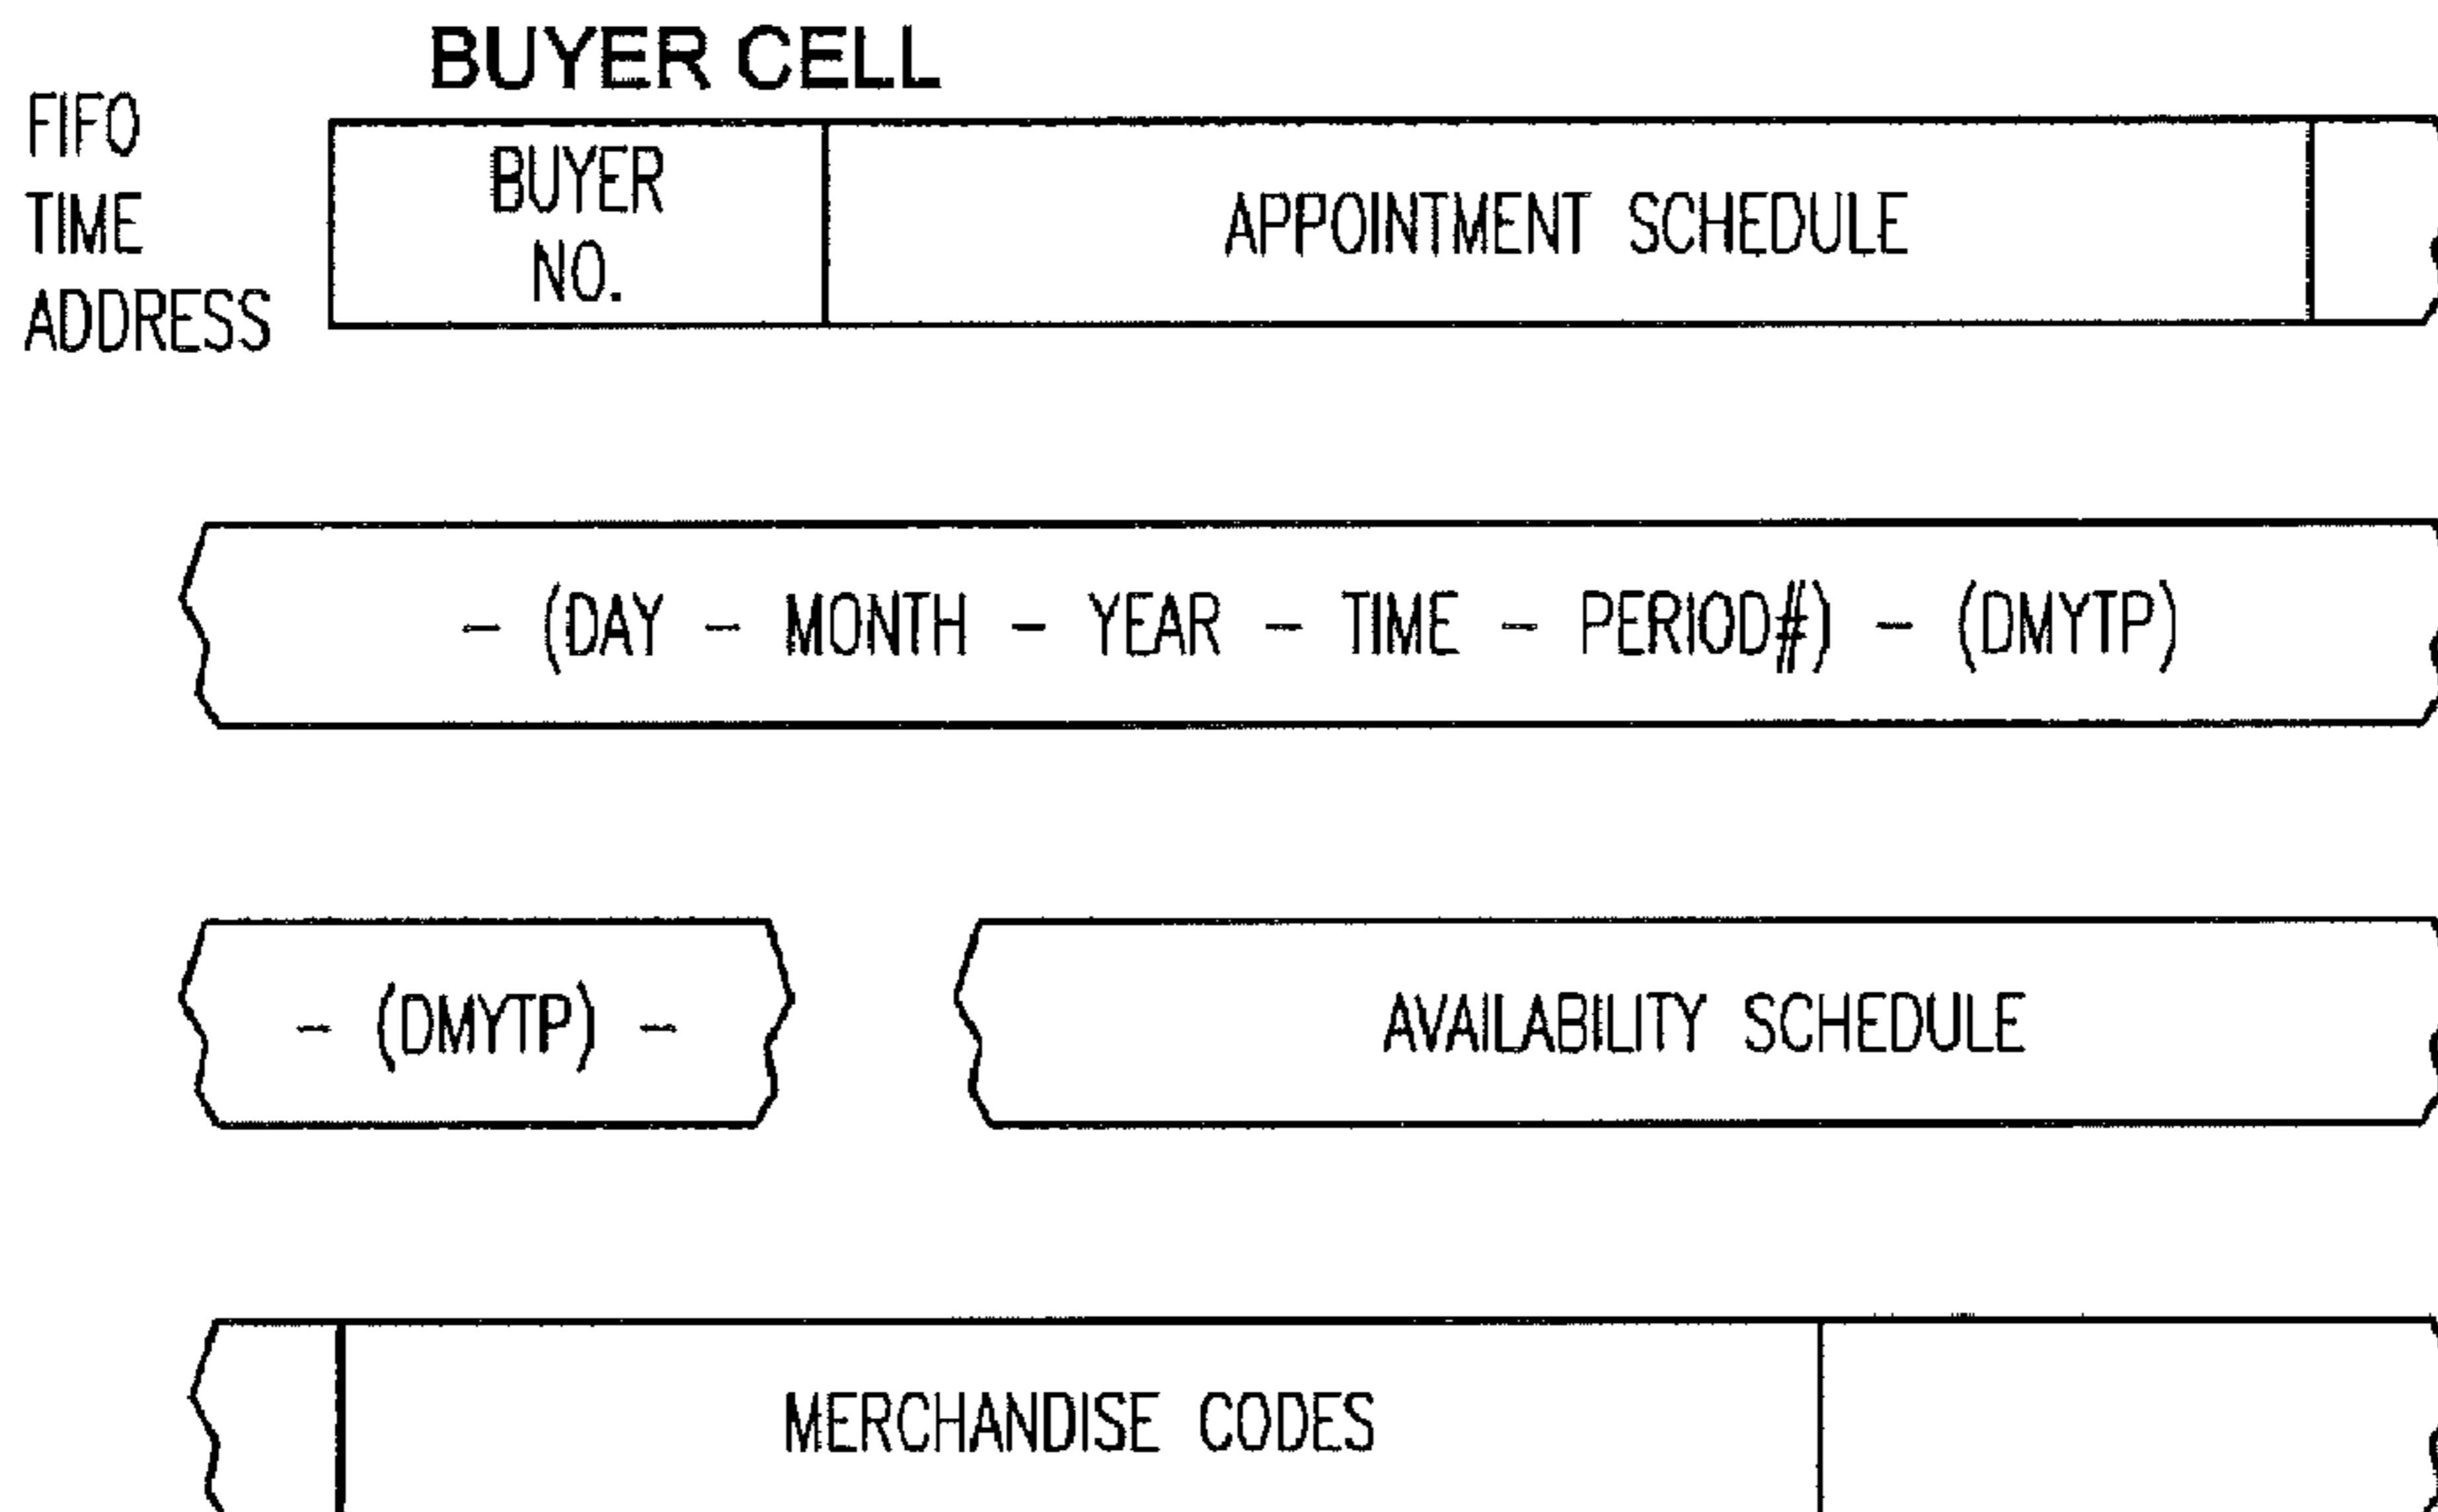 BUYER CELL
FIFO
TIME
ADDRESS
BUYER
NO.
APPOINTMENT SCHEDULE
- (DAY - MONTH - YEAR - TIME - PERIOD#) - (DMYTP)
- (DMYTP) -
AVAILABILITY SCHEDULE
MERCHANDISE CODES